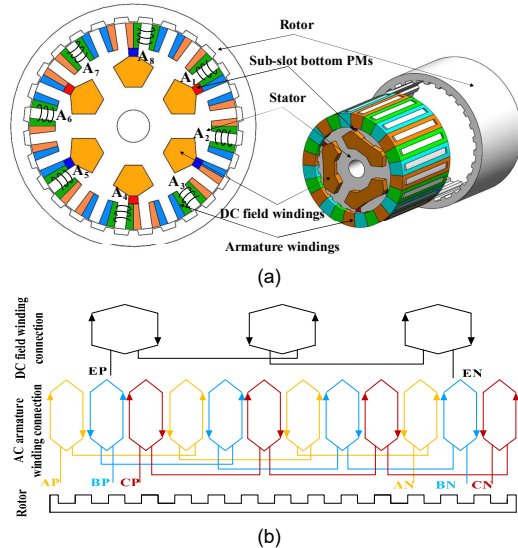 Rotor
Sub-slot bottom PMs
Stator
DC field windings
Armature windings
A8
A7
A1
A6
A2
A5
A3
A4
(a)
DC field winding
connection
EP
EN
AC armature
winding connection
AP
BP
CP
AN
BN
CN
Rotor
(b)